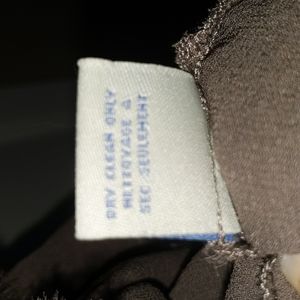 DRY CLEAN ONLY
NETTOYAGE A
SEC SEULEMENT